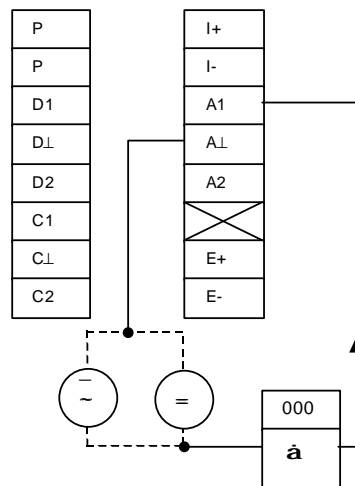 P
P
D1
D⊥
D2
C1
C⊥
C2
I+
I-
A1
A⊥
A2
E+
E-
~
=
000
ȧ